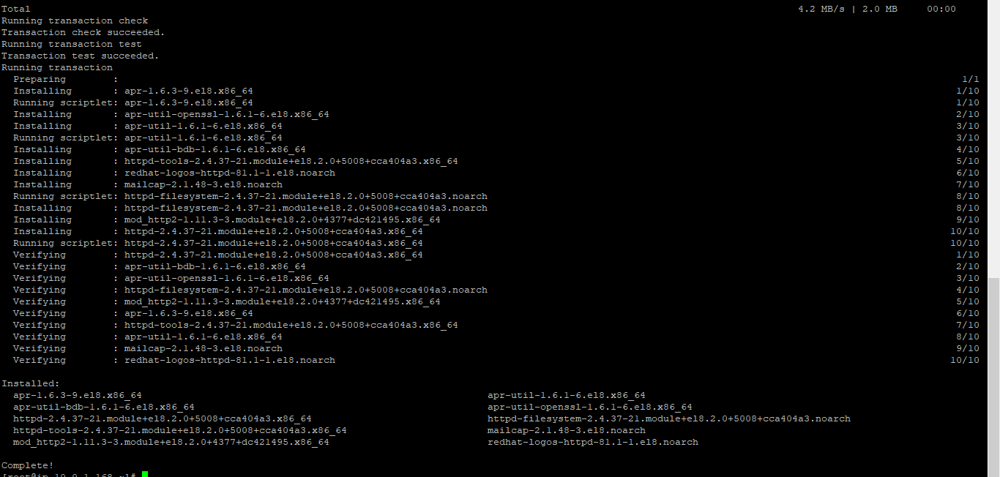 Total 4.2 MB/s | 2.0 MB 00:00
Running transaction check
Transaction check succeeded.
Running transaction test
Transaction test succeeded.
Running transaction
Preparing : 1/1
Installing : apr-1.6.3-9.el8.x86_64 1/10
Running scriptlet: apr-1.6.3-9.el8.x86_64 1/10
Installing : apr-util-openssl-1.6.1-6.el8.x86_64 2/10
Installing : apr-util-1.6.1-6.el8.x86_64 3/10
Running scriptlet: apr-util-1.6.1-6.el8.x86_64 3/10
Installing : apr-util-bdb-1.6.1-6.el8.x86_64 4/10
Installing : httpd-tools-2.4.37-21.module+el8.2.0+5008+cca404a3.x86_64 5/10
Installing : redhat-logos-httpd-81.1-1.el8.noarch 6/10
Installing : mailcap-2.1.48-3.el8.noarch 7/10
Running scriptlet: httpd-filesystem-2.4.37-21.module+el8.2.0+5008+cca404a3.noarch 8/10
Installing : httpd-filesystem-2.4.37-21.module+el8.2.0+5008+cca404a3.noarch 8/10
Installing : mod_http2-1.11.3-3.module+el8.2.0+4377+dc421495.x86_64 9/10
Installing : httpd-2.4.37-21.module+el8.2.0+5008+cca404a3.x86_64 10/10
Running scriptlet: httpd-2.4.37-21.module+el8.2.0+5008+cca404a3.x86_64 10/10
Verifying : httpd-2.4.37-21.module+el8.2.0+5008+cca404a3.x86_64 1/10
Verifying : apr-util-bdb-1.6.1-6.el8.x86_64 2/10
Verifying : apr-util-openssl-1.6.1-6.el8.x86_64 3/10
Verifying : httpd-filesystem-2.4.37-21.module+el8.2.0+5008+cca404a3.noarch 4/10
Verifying : mod_http2-1.11.3-3.module+el8.2.0+4377+dc421495.x86_64 5/10
Verifying : apr-1.6.3-9.el8.x86_64 6/10
Verifying : httpd-tools-2.4.37-21.module+el8.2.0+5008+cca404a3.x86_64 7/10
Verifying : apr-util-1.6.1-6.el8.x86_64 8/10
Verifying : mailcap-2.1.48-3.el8.noarch 9/10
Verifying : redhat-logos-httpd-81.1-1.el8.noarch 10/10
Installed:
apr-1.6.3-9.el8.x86_64 apr-util-1.6.1-6.el8.x86_64
apr-util-bdb-1.6.1-6.el8.x86_64 apr-util-openssl-1.6.1-6.el8.x86_64
httpd-2.4.37-21.module+el8.2.0+5008+cca404a3.x86_64 httpd-filesystem-2.4.37-21.module+el8.2.0+5008+cca404a3.noarch
httpd-tools-2.4.37-21.module+el8.2.0+5008+cca404a3.x86_64 mailcap-2.1.48-3.el8.noarch
mod_http2-1.11.3-3.module+el8.2.0+4377+dc421495.x86_64 redhat-logos-httpd-81.1-1.el8.noarch
Complete!
[root@ip-10-0-1-168 ~]#